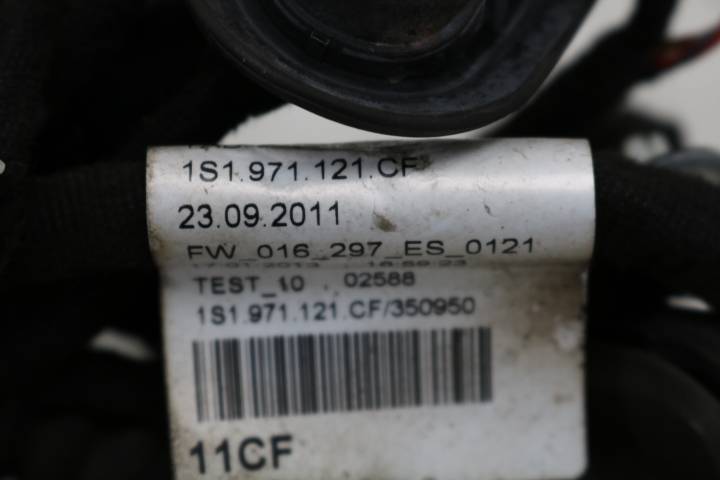 1S1.971.121.CF
23.09.2011
FW_016_297_ES_0121
TEST_10 . 02588
1S1.971.121.CF/350950
11CF